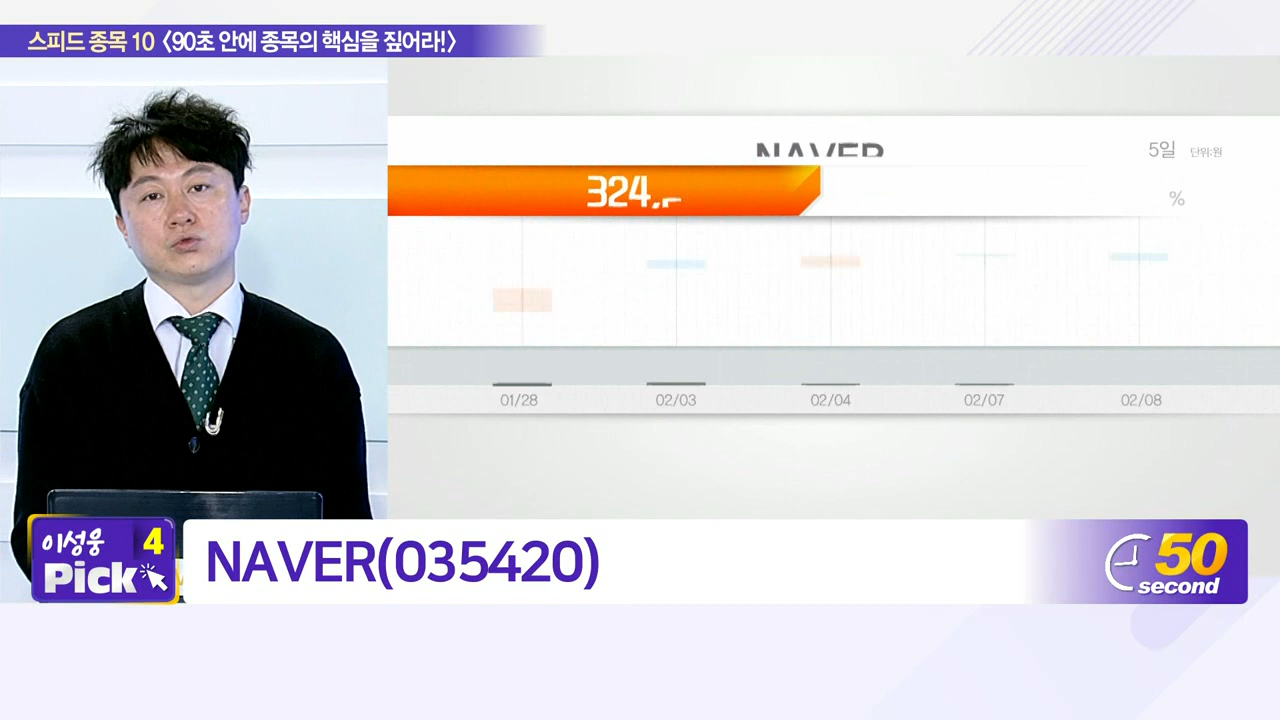 스피드 종목 10 <90초 안에 종목의 핵심을 짚어라!>
NAVER
5일 단위:원
324,
%
01/28 02/03 02/04 02/07 02/08
이성웅 4
Pick
NAVER(035420)
50
second